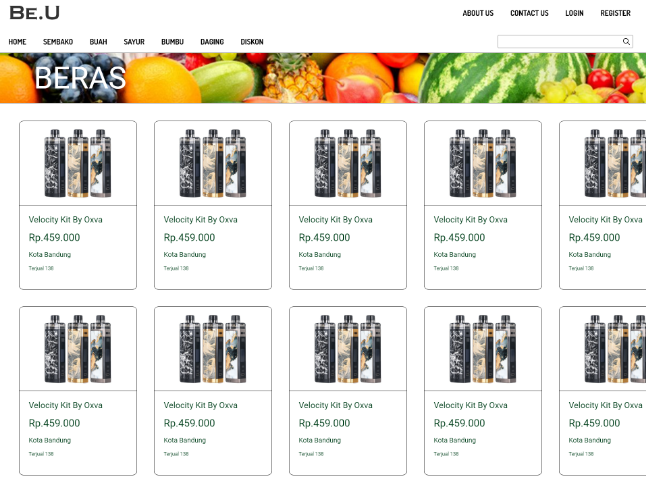 BE.U
ABOUT US CONTACT US LOGIN REGISTER
HOME SEMBAKO BUAH SAYUR BUMBU DAGING DISKON
BERAS
Velocity Kit By Oxva Velocity Kit By Oxva Velocity Kit By Oxva Velocity Kit By Oxva Velocity Kit By Ox
Rp.459.000 Rp.459.000 Rp.459.000 Rp.459.000 Rp.459.000
Kota Bandung Kota Bandung Kota Bandung Kota Bandung Kota Bandung
Terjual 138 Terjual 138 Terjual 138 Terjual 138 Terjual 138
Velocity Kit By Oxva Velocity Kit By Oxva Velocity Kit By Oxva Velocity Kit By Oxva Velocity Kit By Ox
Rp.459.000 Rp.459.000 Rp.459.000 Rp.459.000 Rp.459.000
Kota Bandung Kota Bandung Kota Bandung Kota Bandung Kota Bandung
Terjual 138 Terjual 138 Terjual 138 Terjual 138 Terjual 138